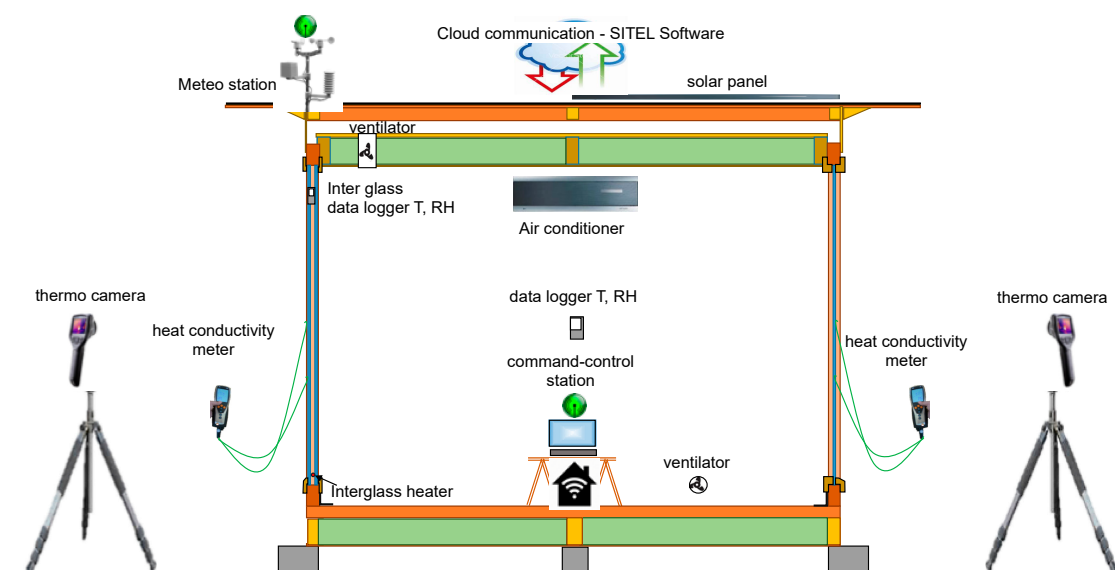 Cloud communication - SITEL Software
Meteo station
solar panel
ventilator
Inter glass
data logger T, RH
Air conditioner
thermo camera
data logger T, RH
thermo camera
heat conductivity
meter
heat conductivity
meter
command-control
station
ventilator
Interglass heater